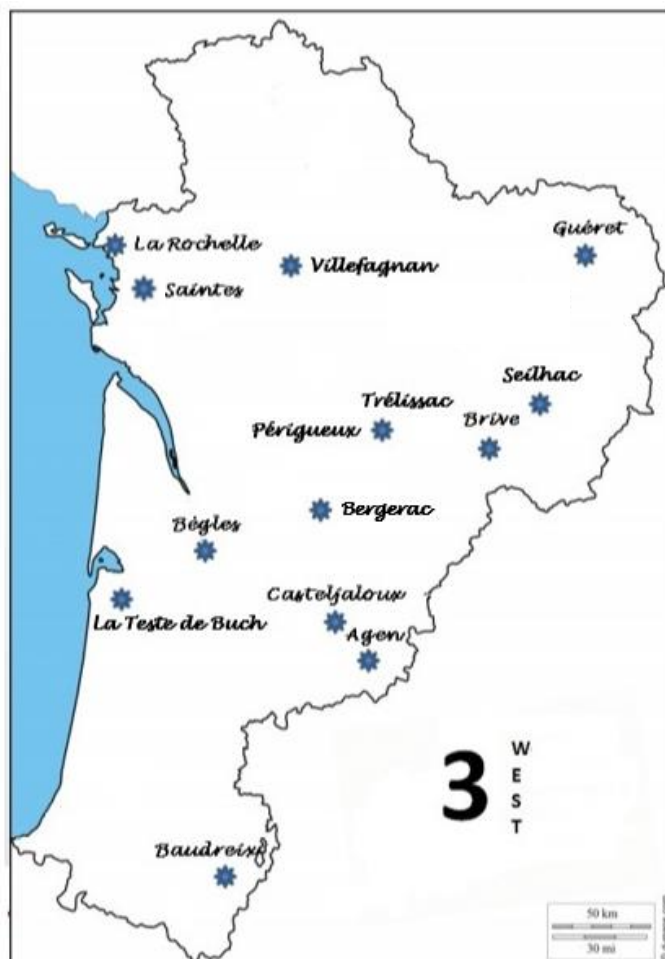 Guéret
La Rochelle
Villefagnan
Saintes
Seilhac
Trélissac
Brive
Périgueux
Bergerac
Bègles
Casteljaloux
La Teste de Buch
Agen
3
W
E
S
T
Baudreix
50 km
30 mi